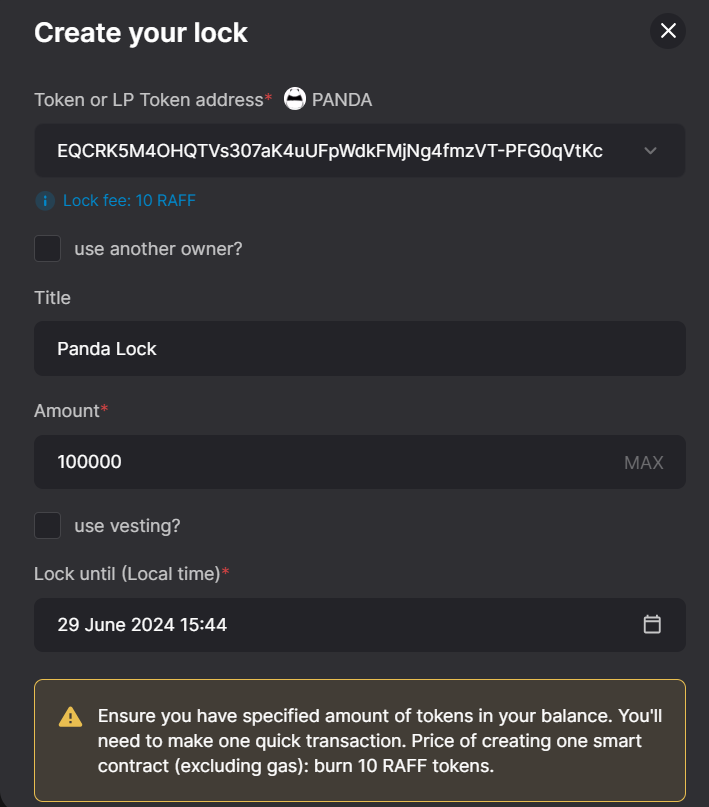 Create your lock
Token or LP Token address* PANDA
EQCRK5M4OHQTVs307aK4uUFpWdkFMjNg4fmzVT-PFG0qVtKc
Lock fee: 10 RAFF
use another owner?
Title
Panda Lock
Amount*
100000 MAX
use vesting?
Lock until (Local time)*
29 June 2024 15:44
Ensure you have specified amount of tokens in your balance. You'll
need to make one quick transaction. Price of creating one smart
contract (excluding gas): burn 10 RAFF tokens.